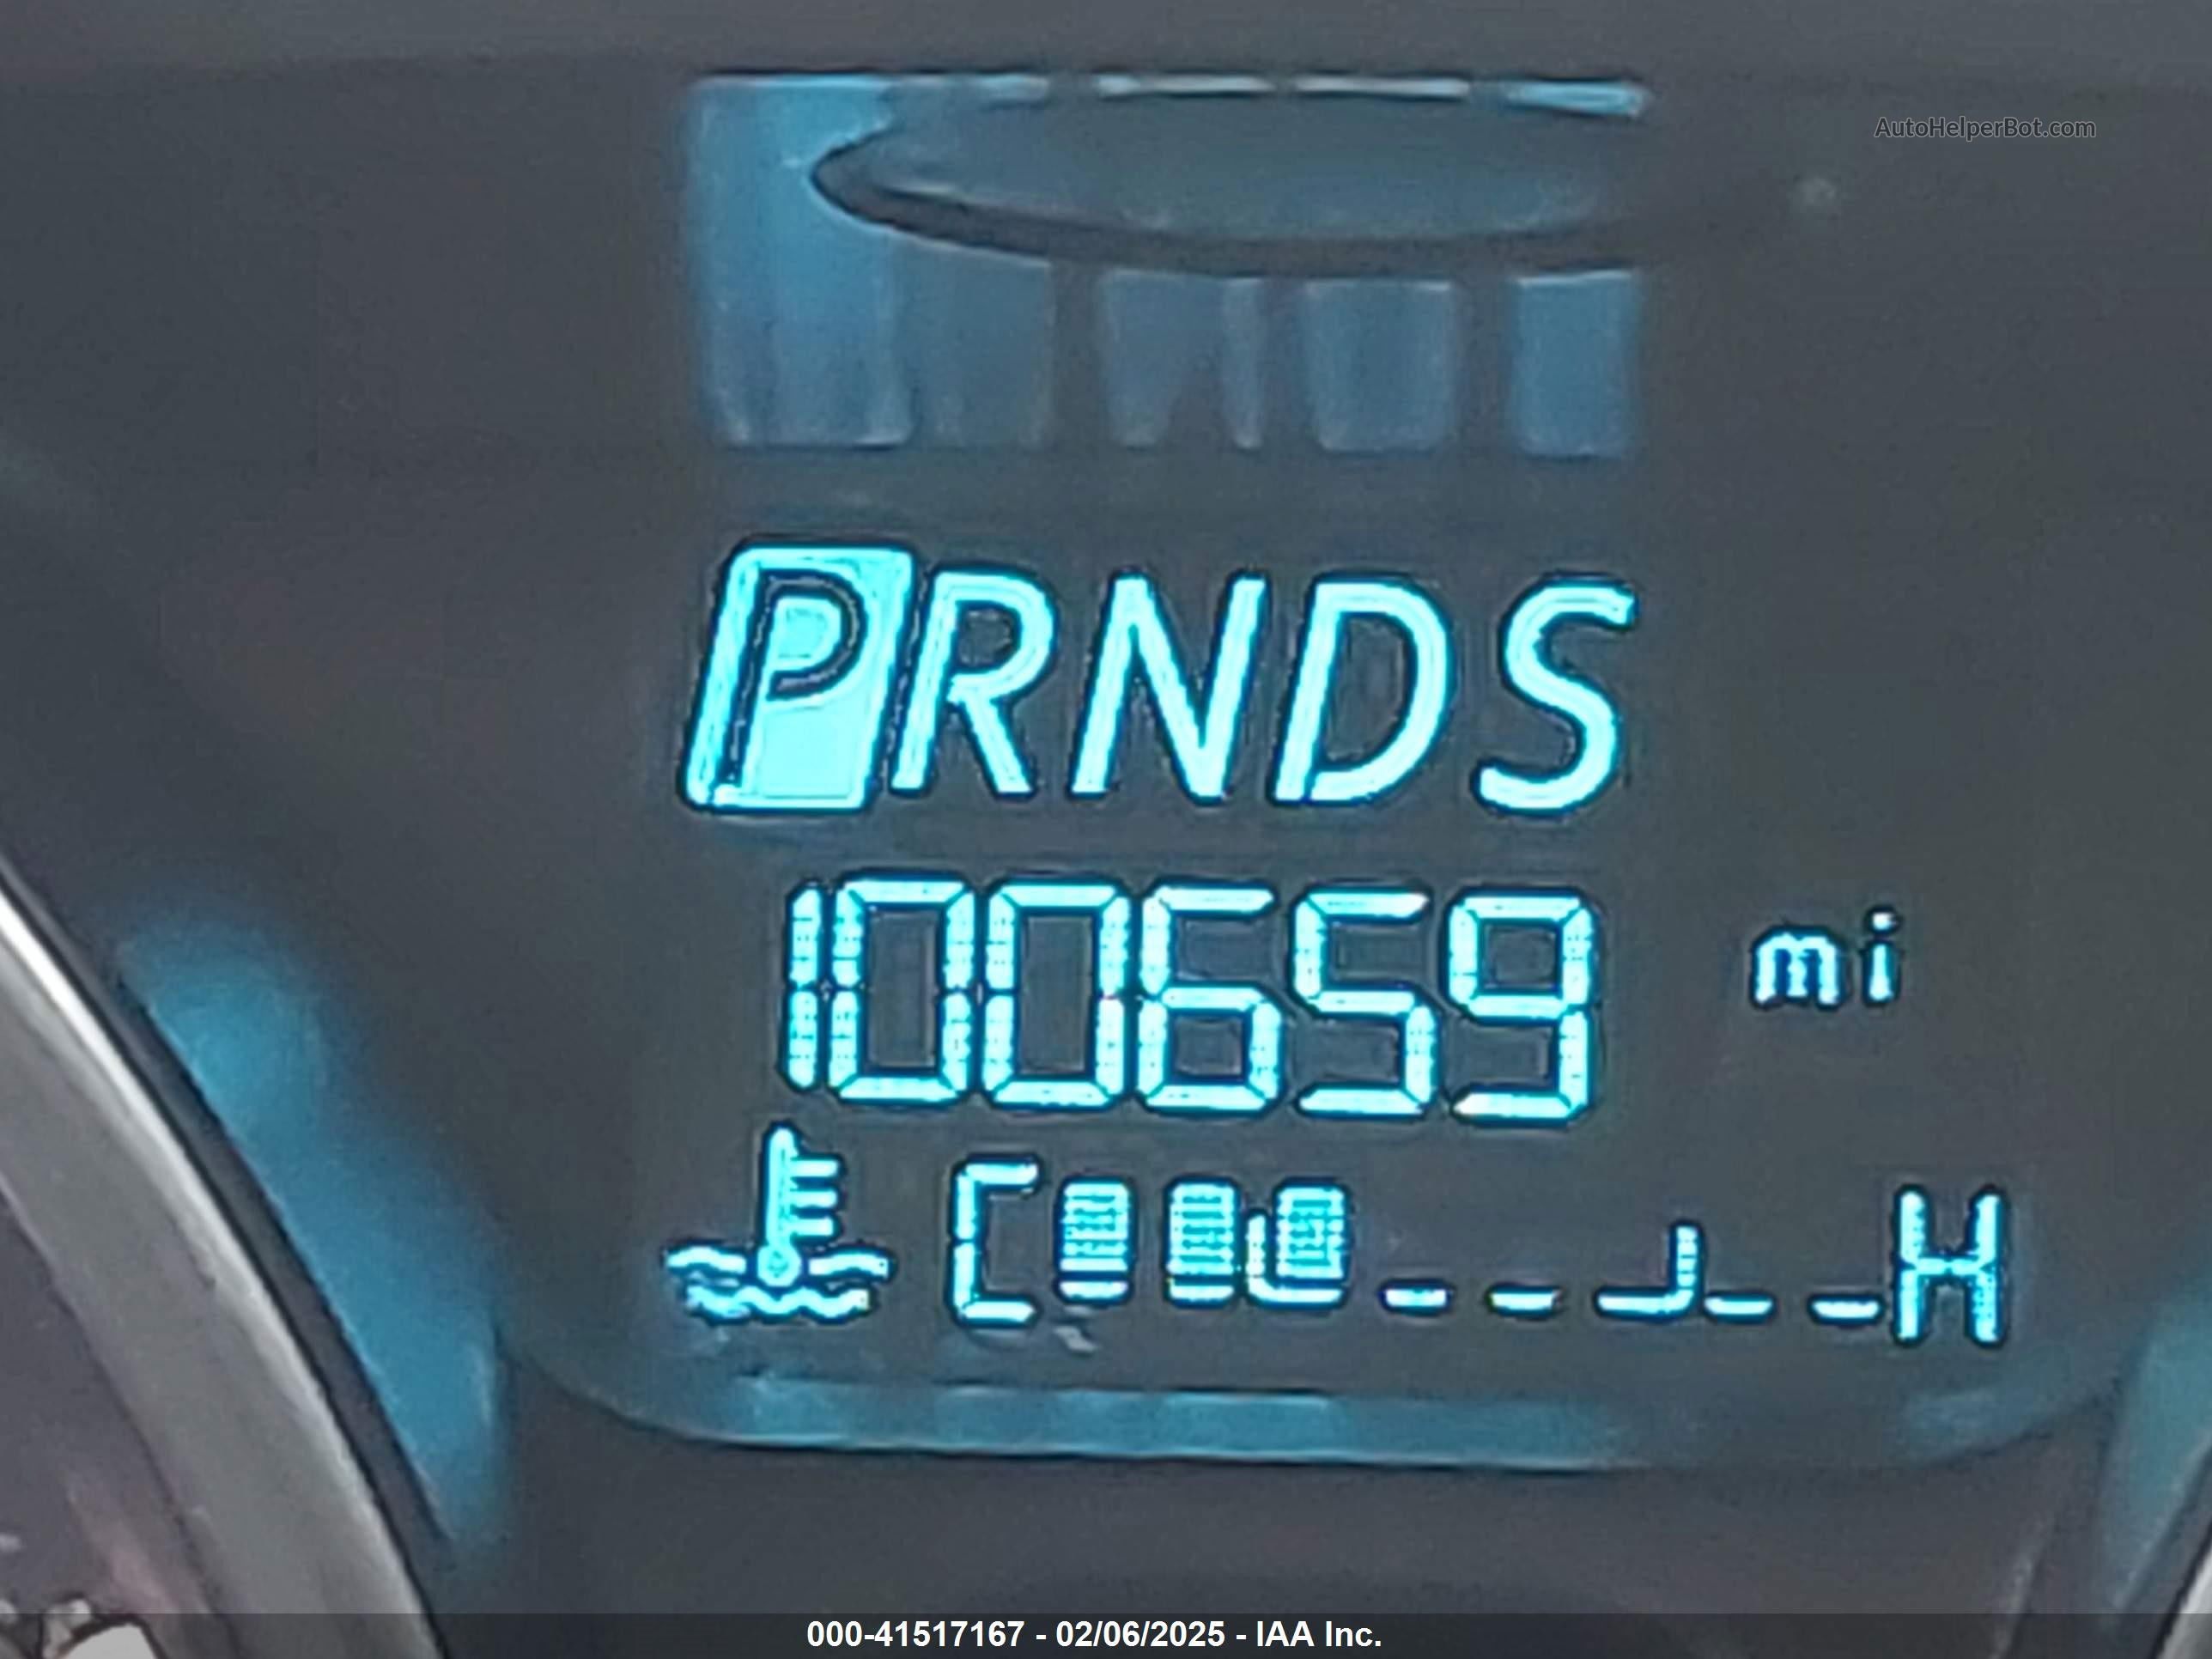 AutoHelperBot.com
PRNDS
100659 mi
C H
000-41517167 - 02/06/2025 - IAA Inc.